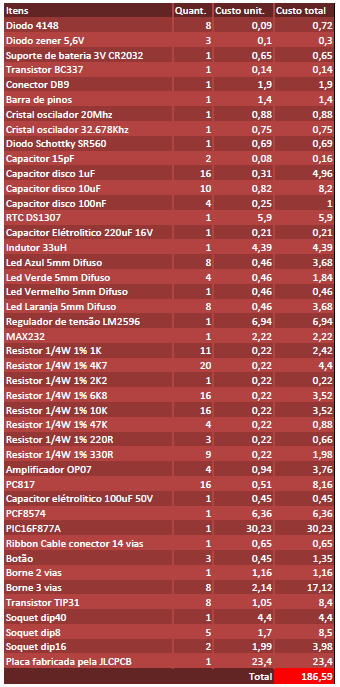 Itens Quant. Custo unit. Custo total
Diodo 4148 8 0,09 0,72
Diodo zener 5,6V 3 0,1 0,3
Suporte de bateria 3V CR2032 1 0,65 0,65
Transistor BC337 1 0,14 0,14
Conector DB9 1 1,9 1,9
Barra de pinos 1 1,4 1,4
Cristal oscilador 20Mhz 1 0,88 0,88
Cristal oscilador 32.678Khz 1 0,75 0,75
Diodo Schottky SR560 1 0,69 0,69
Capacitor 15pF 2 0,08 0,16
Capacitor disco 1uF 16 0,31 4,96
Capacitor disco 10uF 10 0,82 8,2
Capacitor disco 100nF 4 0,25 1
RTC DS1307 1 5,9 5,9
Capacitor Elétrolitico 220uF 16V 1 0,21 0,21
Indutor 33uH 1 4,39 4,39
Led Azul 5mm Difuso 8 0,46 3,68
Led Verde 5mm Difuso 4 0,46 1,84
Led Vermelho 5mm Difuso 1 0,46 0,46
Led Laranja 5mm Difuso 8 0,46 3,68
Regulador de tensão LM2596 1 6,94 6,94
MAX232 1 2,22 2,22
Resistor 1/4W 1% 1K 11 0,22 2,42
Resistor 1/4W 1% 4K7 20 0,22 4,4
Resistor 1/4W 1% 2K2 1 0,22 0,22
Resistor 1/4W 1% 6K8 16 0,22 3,52
Resistor 1/4W 1% 10K 16 0,22 3,52
Resistor 1/4W 1% 47K 4 0,22 0,88
Resistor 1/4W 1% 220R 3 0,22 0,66
Resistor 1/4W 1% 330R 9 0,22 1,98
Amplificador OP07 4 0,94 3,76
PC817 16 0,51 8,16
Capacitor elétrolitico 100uF 50V 1 0,45 0,45
PCF8574 1 6,36 6,36
PIC16F877A 1 30,23 30,23
Ribbon Cable conector 14 vias 1 0,65 0,65
Botão 3 0,45 1,35
Borne 2 vias 1 1,16 1,16
Borne 3 vias 8 2,14 17,12
Transistor TIP31 8 1,05 8,4
Soquet dip40 1 4,4 4,4
Soquet dip8 5 1,7 8,5
Soquet dip16 2 1,99 3,98
Placa fabricada pela JLCPCB 1 23,4 23,4
Total 186,59